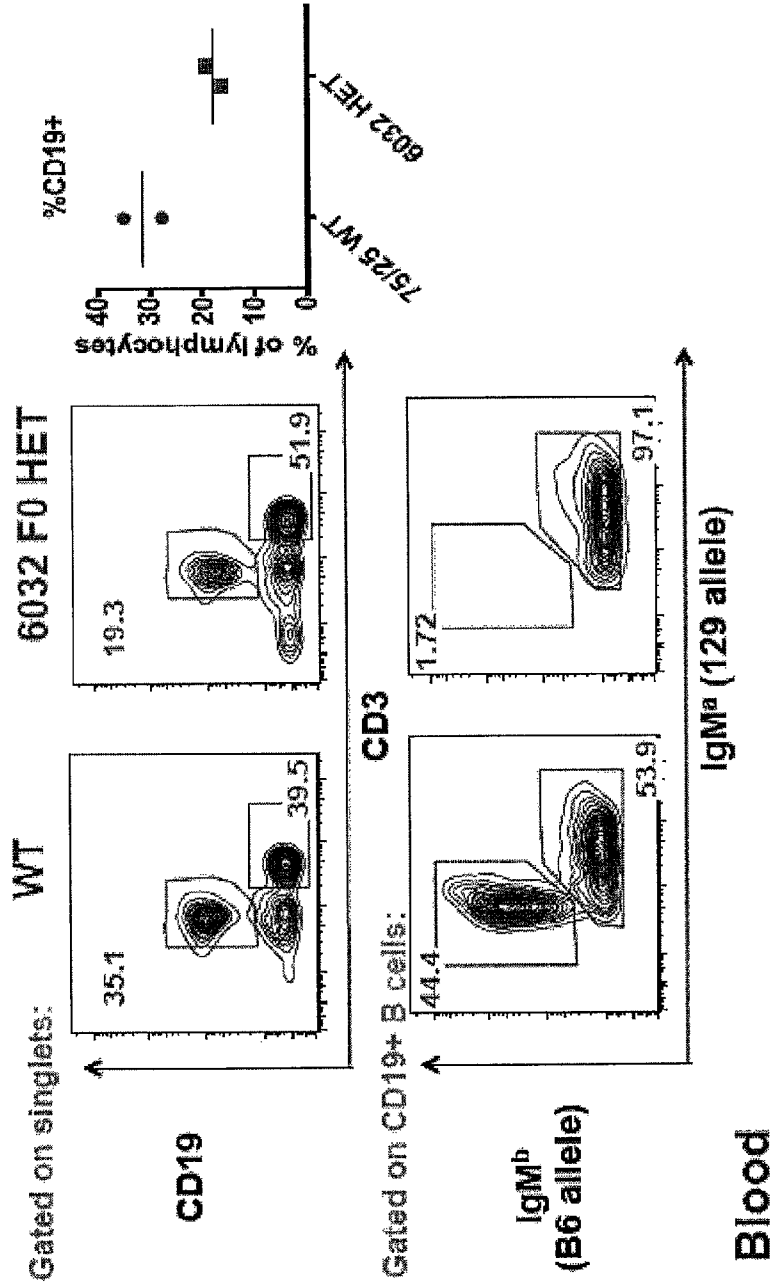 WT
6032 F0 HET
Gated on singlets:
35.1
39.5
19.3
51.9
CD19
CD3
%CD19+
% of lymphocytes
40
30
20
10
0
75/25 WT
6032 HET
Gated on CD19+ B cells:
44.4
53.9
1.72
97.1
IgMᵇ
(B6 allele)
IgMᵃ (129 allele)
Blood